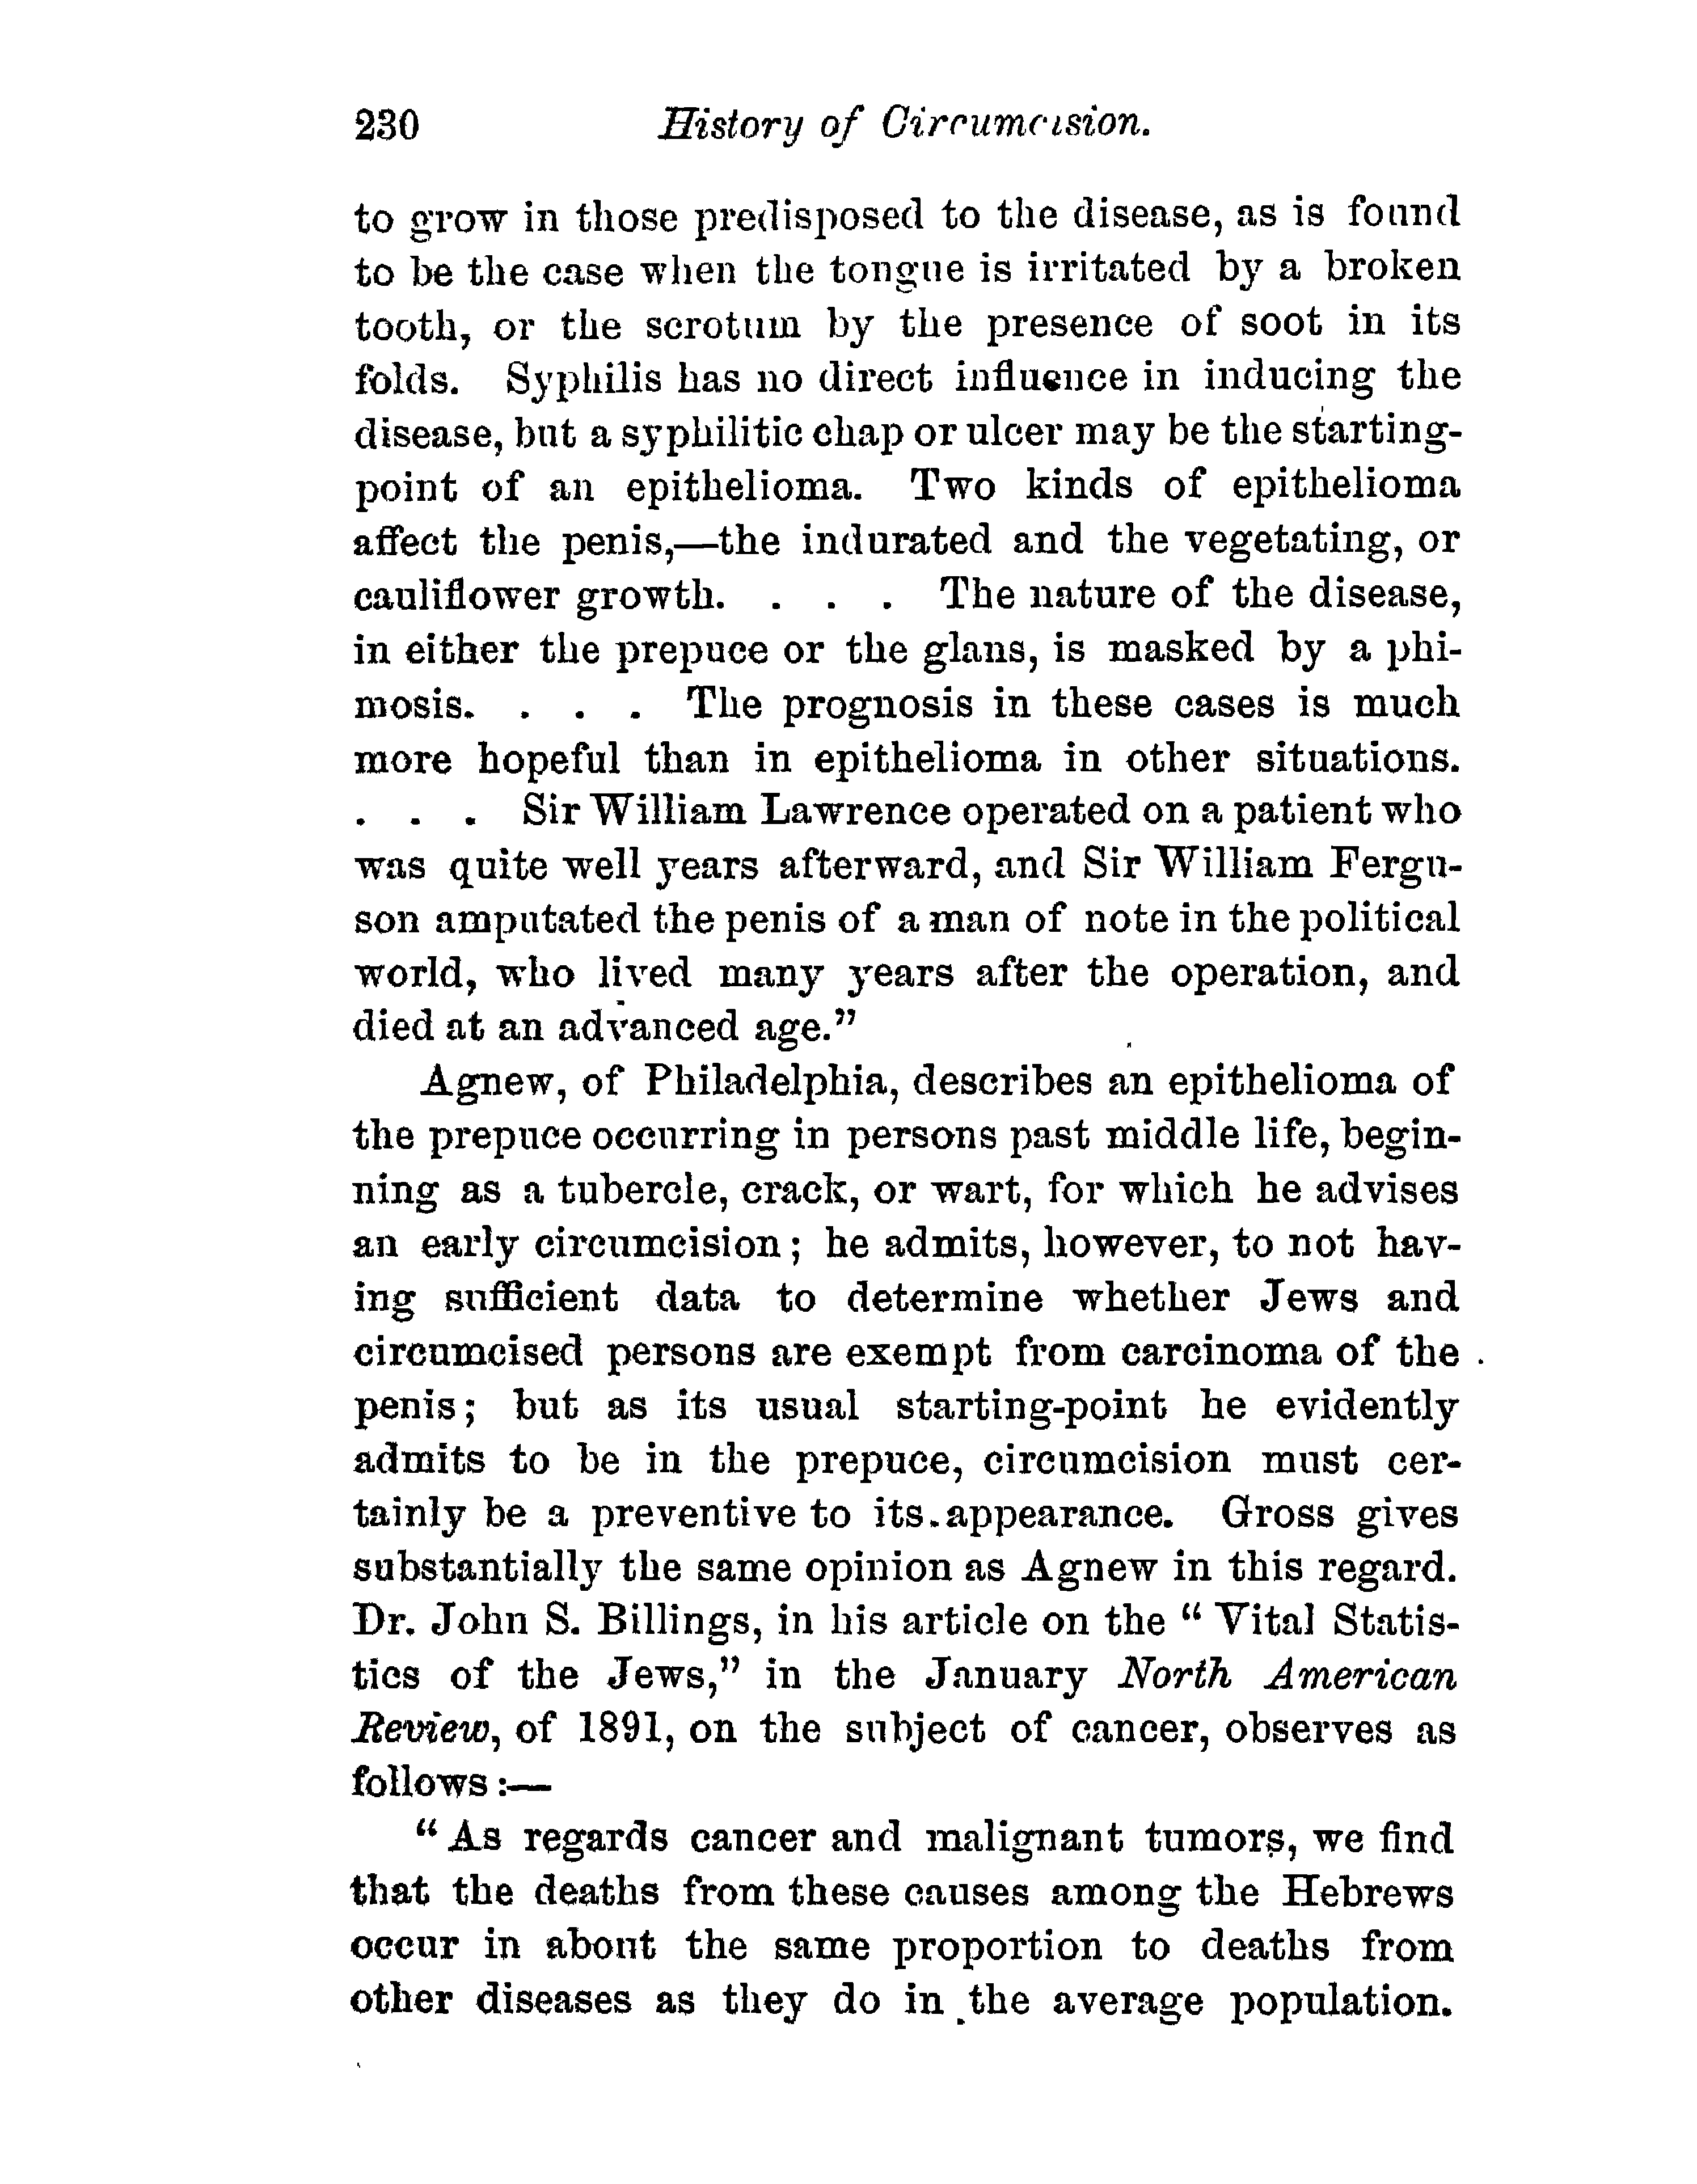 230 History of Circumcision.
to grow in those predisposed to the disease, as is found
to be the case when the tongue is irritated by a broken
tooth, or the scrotum by the presence of soot in its
folds. Syphilis has no direct influence in inducing the
disease, but a syphilitic chap or ulcer may be the starting-
point of an epithelioma. Two kinds of epithelioma
affect the penis,—the indurated and the vegetating, or
cauliflower growth. . . . The nature of the disease,
in either the prepuce or the glans, is masked by a phi-
mosis. . . . The prognosis in these cases is much
more hopeful than in epithelioma in other situations.
. . . Sir William Lawrence operated on a patient who
was quite well years afterward, and Sir William Fergu-
son amputated the penis of a man of note in the political
world, who lived many years after the operation, and
died at an advanced age.”
Agnew, of Philadelphia, describes an epithelioma of
the prepuce occurring in persons past middle life, begin-
ning as a tubercle, crack, or wart, for which he advises
an early circumcision; he admits, however, to not hav-
ing sufficient data to determine whether Jews and
circumcised persons are exempt from carcinoma of the
penis; but as its usual starting-point he evidently
admits to be in the prepuce, circumcision must cer-
tainly be a preventive to its appearance. Gross gives
substantially the same opinion as Agnew in this regard.
Dr. John S. Billings, in his article on the “Vital Statis-
tics of the Jews,” in the January North American
Review, of 1891, on the subject of cancer, observes as
follows:—
“As regards cancer and malignant tumors, we find
that the deaths from these causes among the Hebrews
occur in about the same proportion to deaths from
other diseases as they do in the average population.